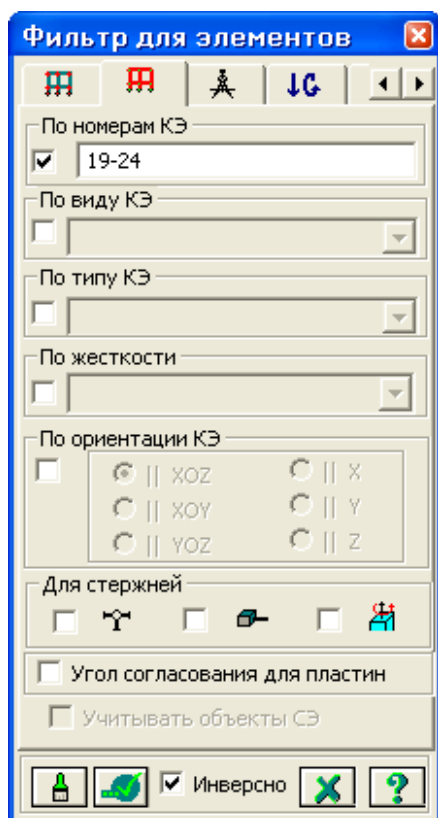 Фильтр для элементов
По номерам КЭ
19-24
По виду КЭ
По типу КЭ
По жесткости
По ориентации КЭ
|| XOZ || X
|| XOY || Y
|| YOZ || Z
Для стержней
Угол согласования для пластин
Учитывать объекты СЭ
Инверсно
?